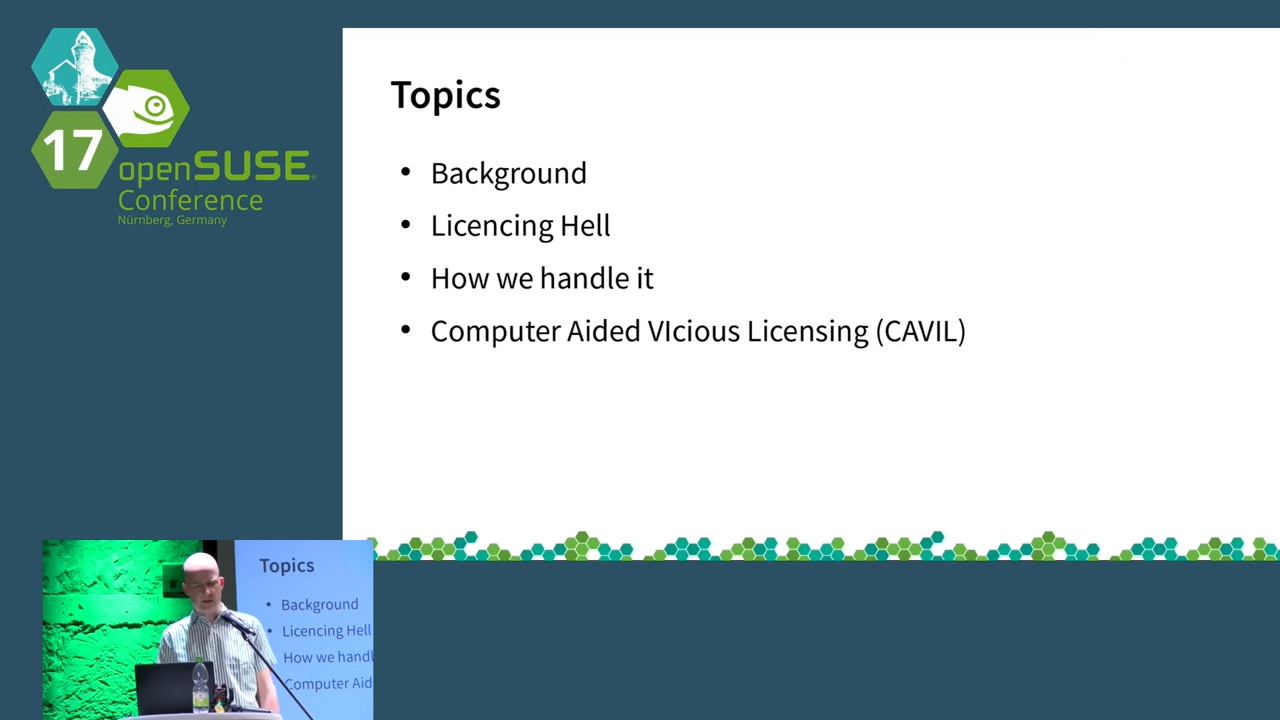 17
openSUSE®
Conference
Nürnberg, Germany
Topics
• Background
• Licencing Hell
• How we handle it
• Computer Aided VIcious Licensing (CAVIL)
Topics
• Background
• Licencing Hell
How we handl
Computer Aid